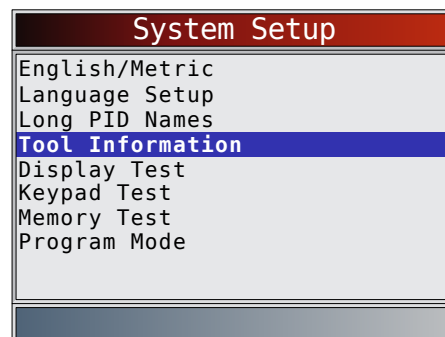 System Setup
English/Metric
Language Setup
Long PID Names
Tool Information
Display Test
Keypad Test
Memory Test
Program Mode